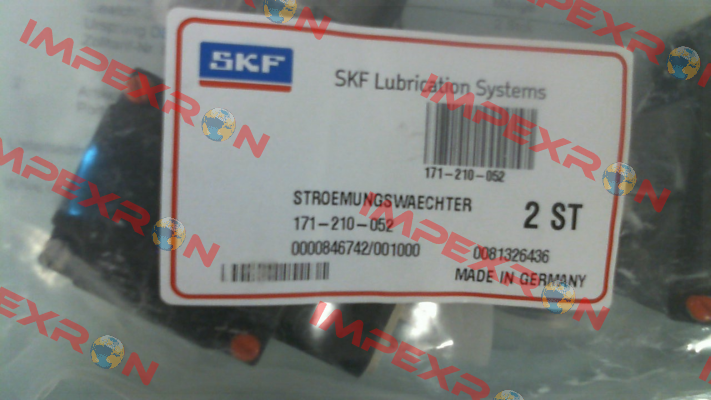 SKF
SKF Lubrication Systems
171-210-052
STROEMUNGSWAECHTER
171-210-052
2 ST
0000846742/001000
0081326436
MADE IN GERMANY
IMPEXRON
IMPEXRON
IMPEXRON
IMPEXRON
IMPEXRON
IMPEXRON